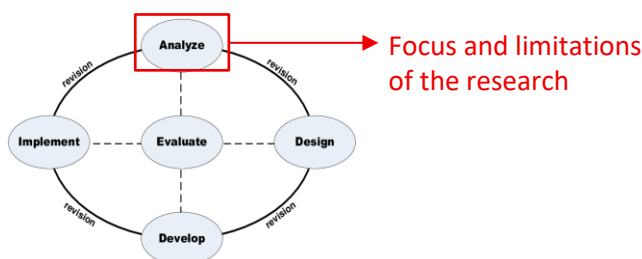 Analyze
Focus and limitations
of the research
revision
revision
Implement
Evaluate
Design
revision
revision
Develop